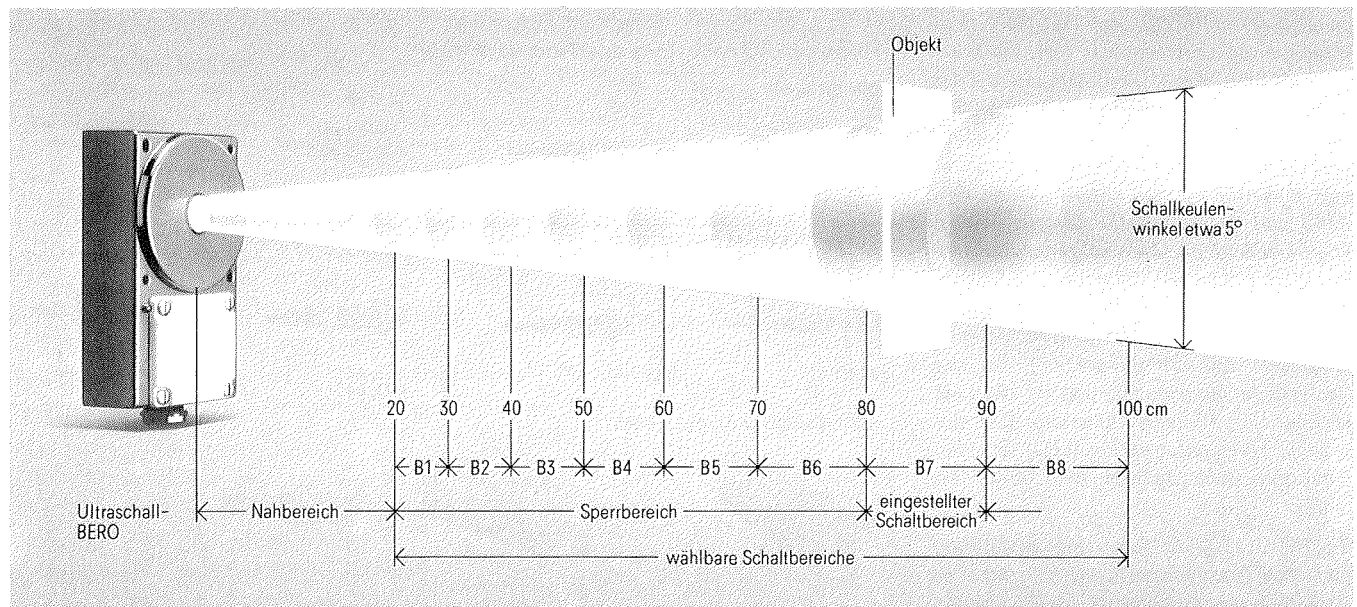 Objekt
Schallkeulen-
winkel etwa 5°
20 30 40 50 60 70 80 90 100 cm
B1 B2 B3 B4 B5 B6 B7 B8
Ultraschall-
BERO
Nahbereich
Sperrbereich
eingestellter
Schaltbereich
wählbare Schaltbereiche